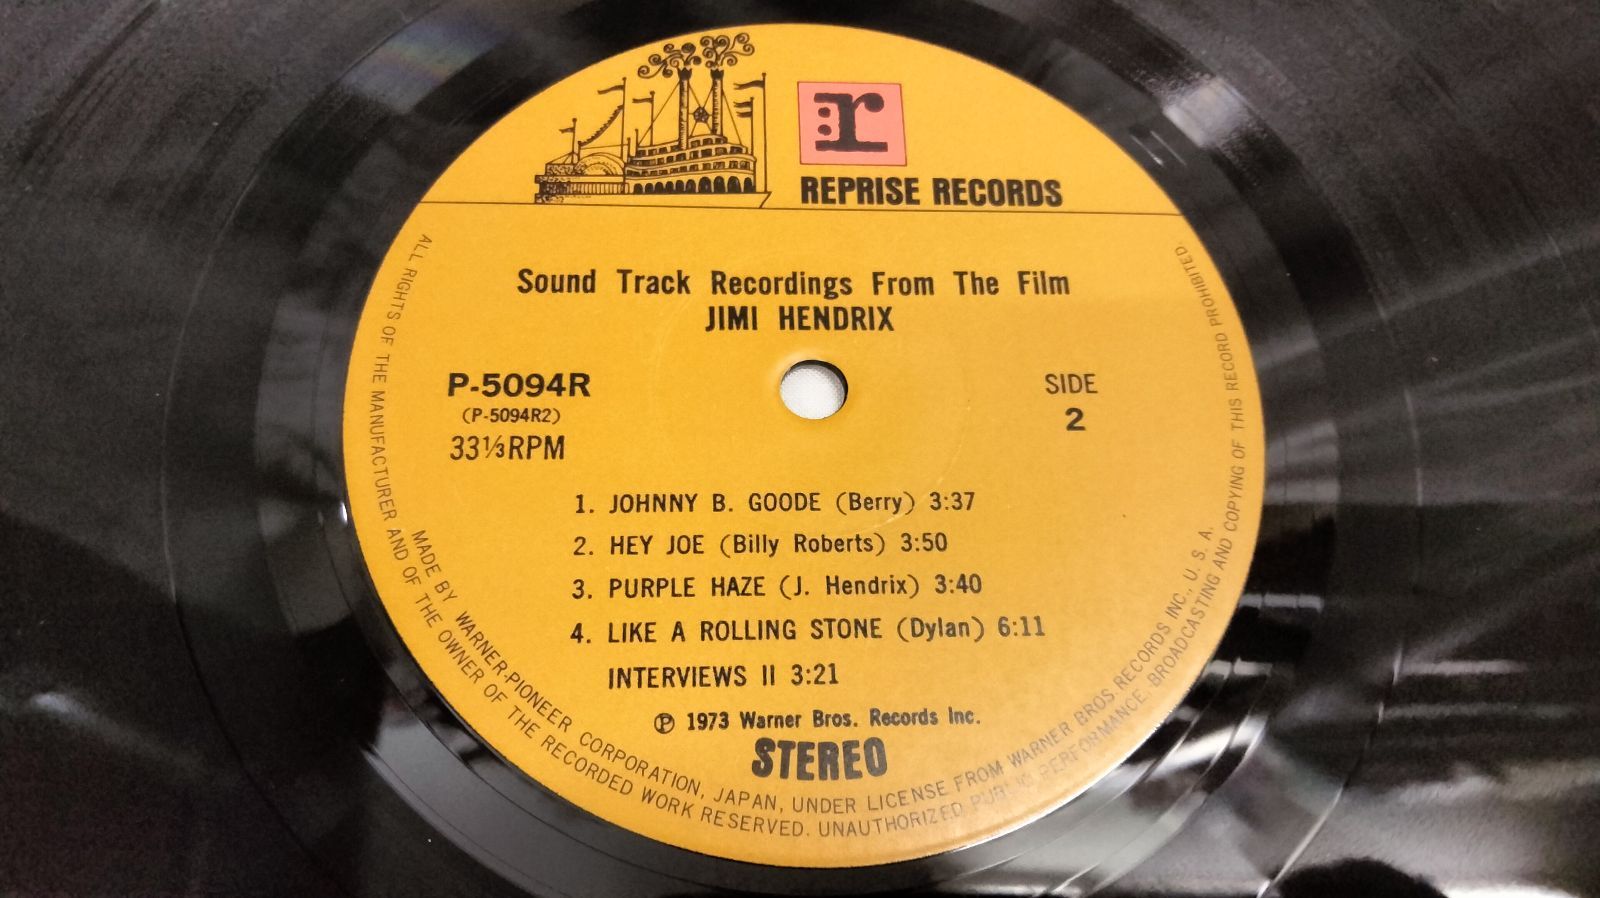 r
REPRISE RECORDS
Sound Track Recordings From The Film
JIMI HENDRIX
P-5094R
(P-5094R2)
33⅓RPM
SIDE
2
1. JOHNNY B. GOODE (Berry) 3:37
2. HEY JOE (Billy Roberts) 3:50
3. PURPLE HAZE (J. Hendrix) 3:40
4. LIKE A ROLLING STONE (Dylan) 6:11
INTERVIEWS II 3:21
Ⓟ 1973 Warner Bros. Records Inc.
STEREO
MADE BY WARNER-PIONEER CORPORATION, JAPAN, UNDER LICENSE FROM WARNER BROS. RECORDS INC., U. S. A.
ALL RIGHTS OF THE MANUFACTURER AND OF THE OWNER OF THE RECORDED WORK RESERVED. UNAUTHORIZED PUBLIC PERFORMANCE, BROADCASTING AND COPYING OF THIS RECORD PROHIBITED.